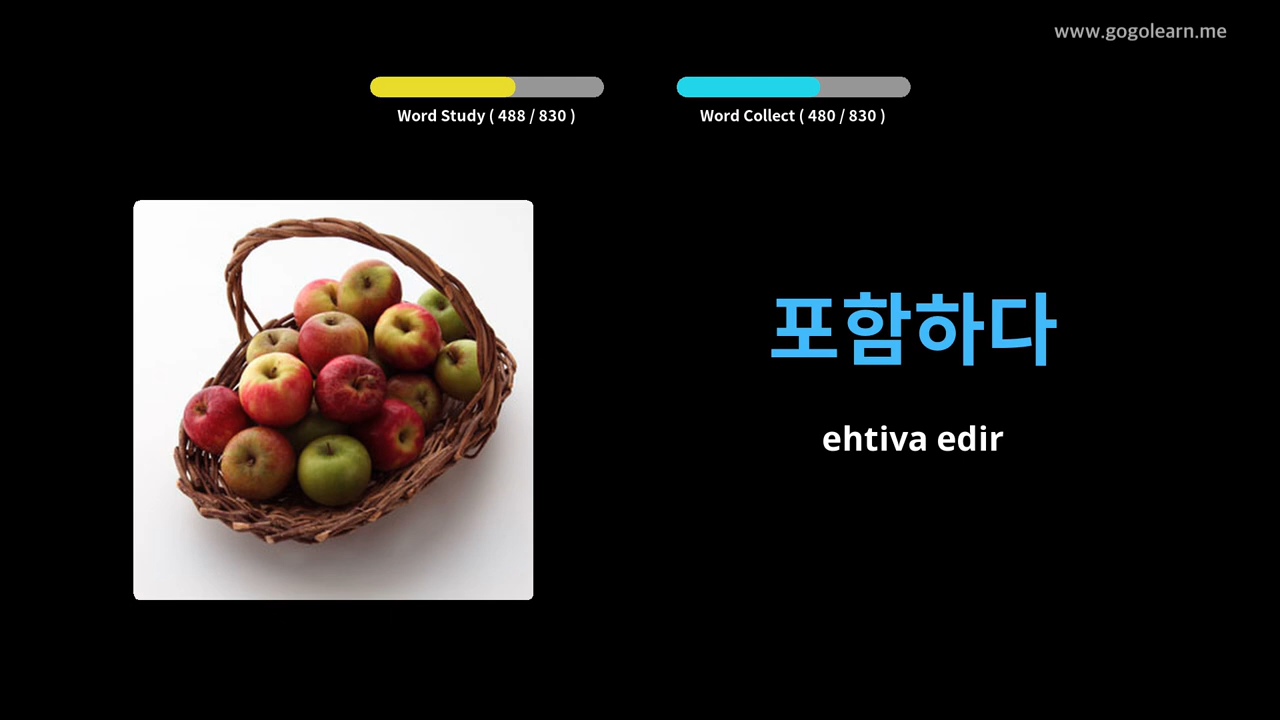 www.gogolearn.me
Word Study ( 488 / 830 )
Word Collect ( 480 / 830 )
포함하다
ehtiva edir